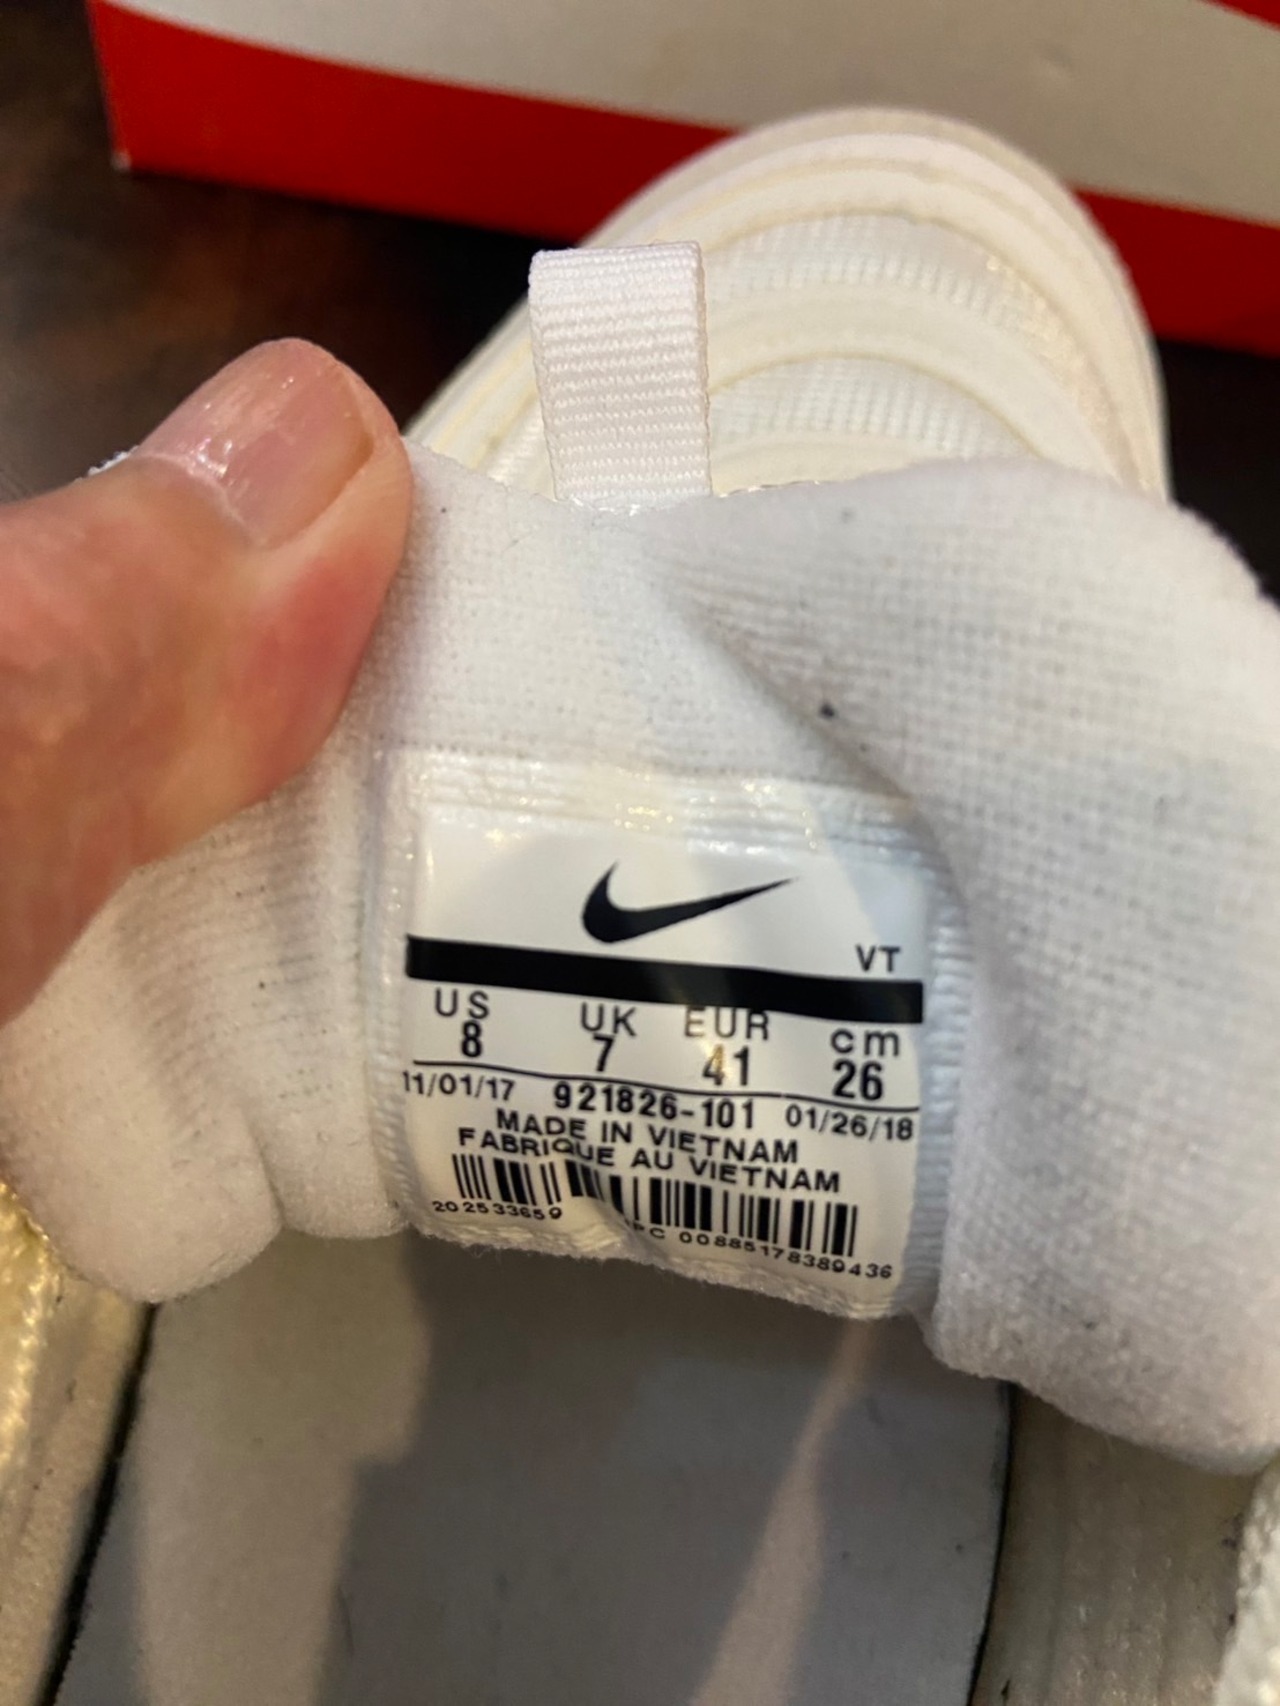 VT
US UK EUR cm
8 7 41 26
11/01/17 921826-101 01/26/18
MADE IN VIETNAM
FABRIQUE AU VIETNAM
202533659 00885178389436